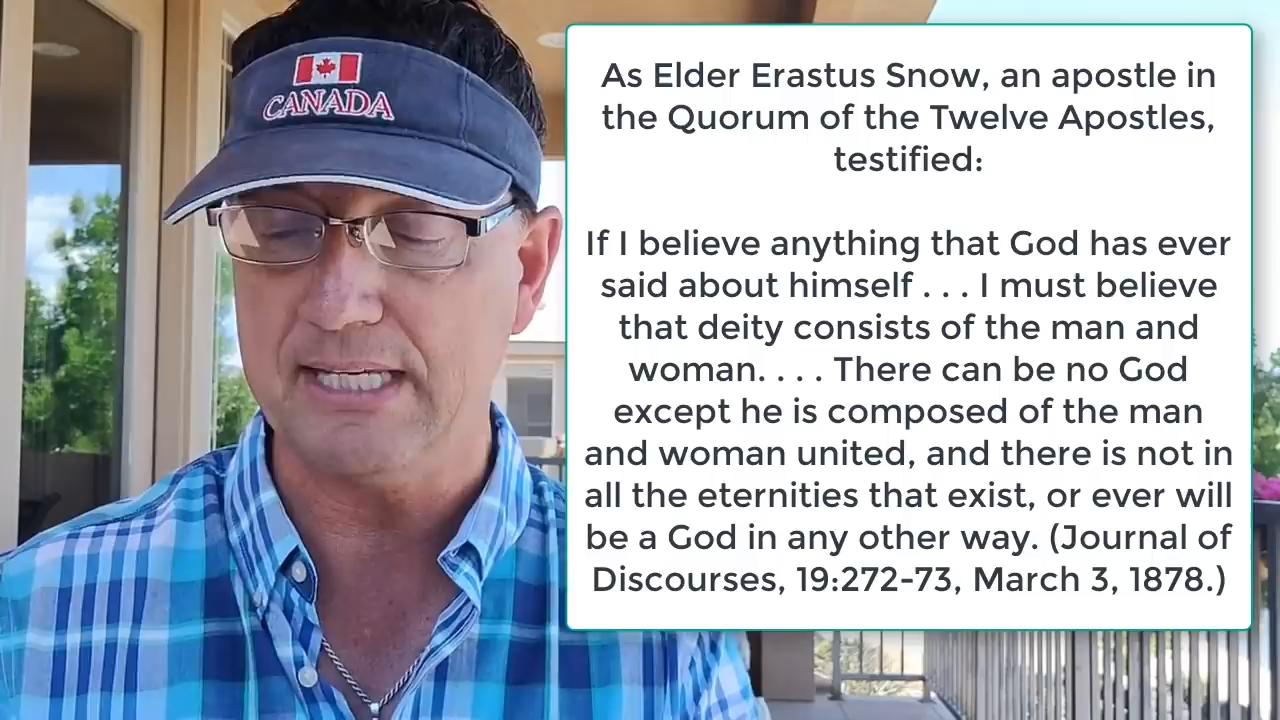 CANADA
As Elder Erastus Snow, an apostle in
the Quorum of the Twelve Apostles,
testified:
If I believe anything that God has ever
said about himself . . . I must believe
that deity consists of the man and
woman. . . . There can be no God
except he is composed of the man
and woman united, and there is not in
all the eternities that exist, or ever will
be a God in any other way. (Journal of
Discourses, 19:272-73, March 3, 1878.)